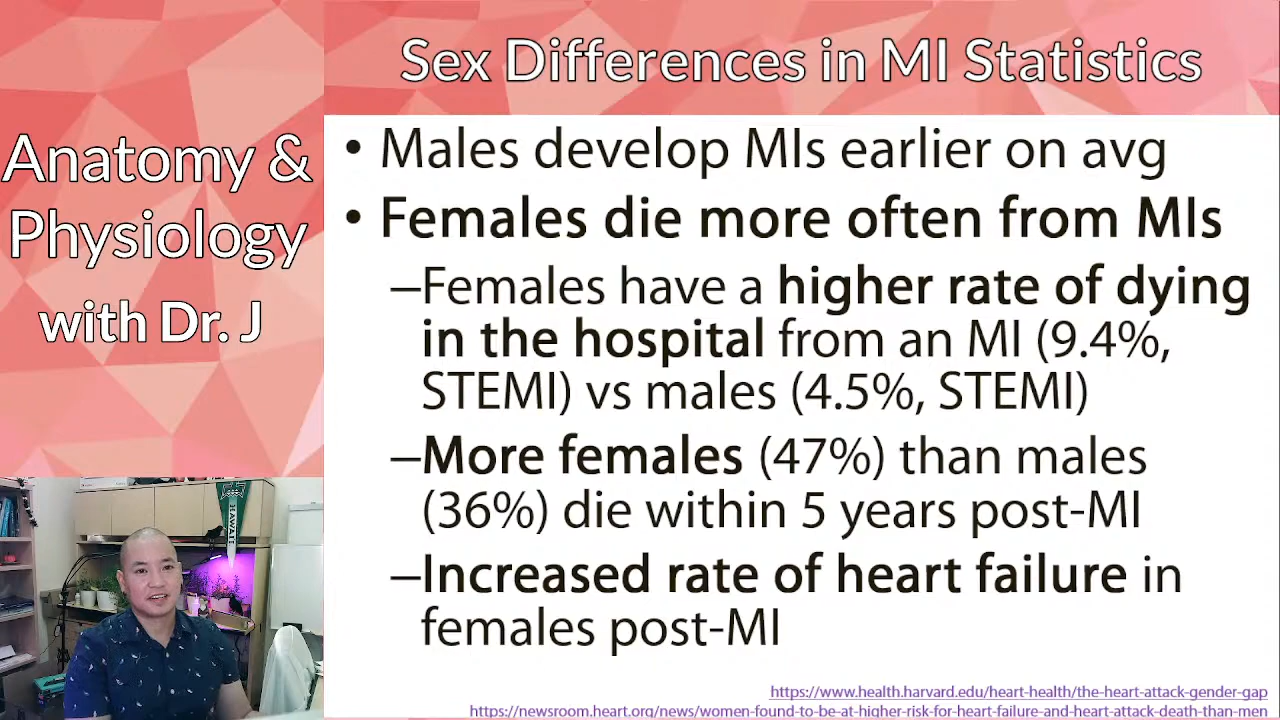 Sex Differences in MI Statistics
Anatomy &
Physiology
with Dr. J
• Males develop MIs earlier on avg
• Females die more often from MIs
–Females have a higher rate of dying
in the hospital from an MI (9.4%,
STEMI) vs males (4.5%, STEMI)
–More females (47%) than males
(36%) die within 5 years post-MI
–Increased rate of heart failure in
females post-MI
HAWAII
https://www.health.harvard.edu/heart-health/the-heart-attack-gender-gap
https://newsroom.heart.org/news/women-found-to-be-at-higher-risk-for-heart-failure-and-heart-attack-death-than-men